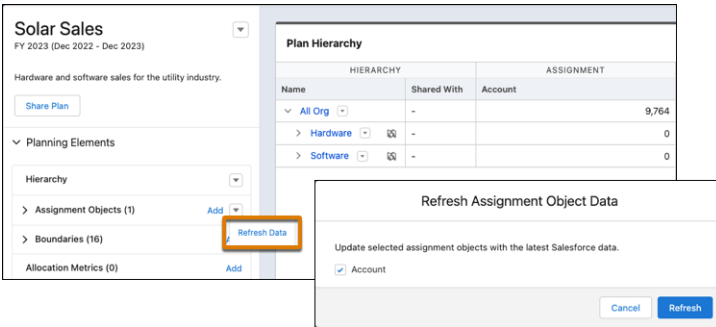 Solar Sales
FY 2023 (Dec 2022 - Dec 2023)
Hardware and software sales for the utility industry.
Share Plan
Planning Elements
Hierarchy
Assignment Objects (1) Add
Refresh Data
Boundaries (16)
Allocation Metrics (0) Add
Plan Hierarchy
HIERARCHY ASSIGNMENT
Name Shared With Account
All Org - 9,764
Hardware - 0
Software - 0
Refresh Assignment Object Data
Update selected assignment objects with the latest Salesforce data.
Account
Cancel Refresh